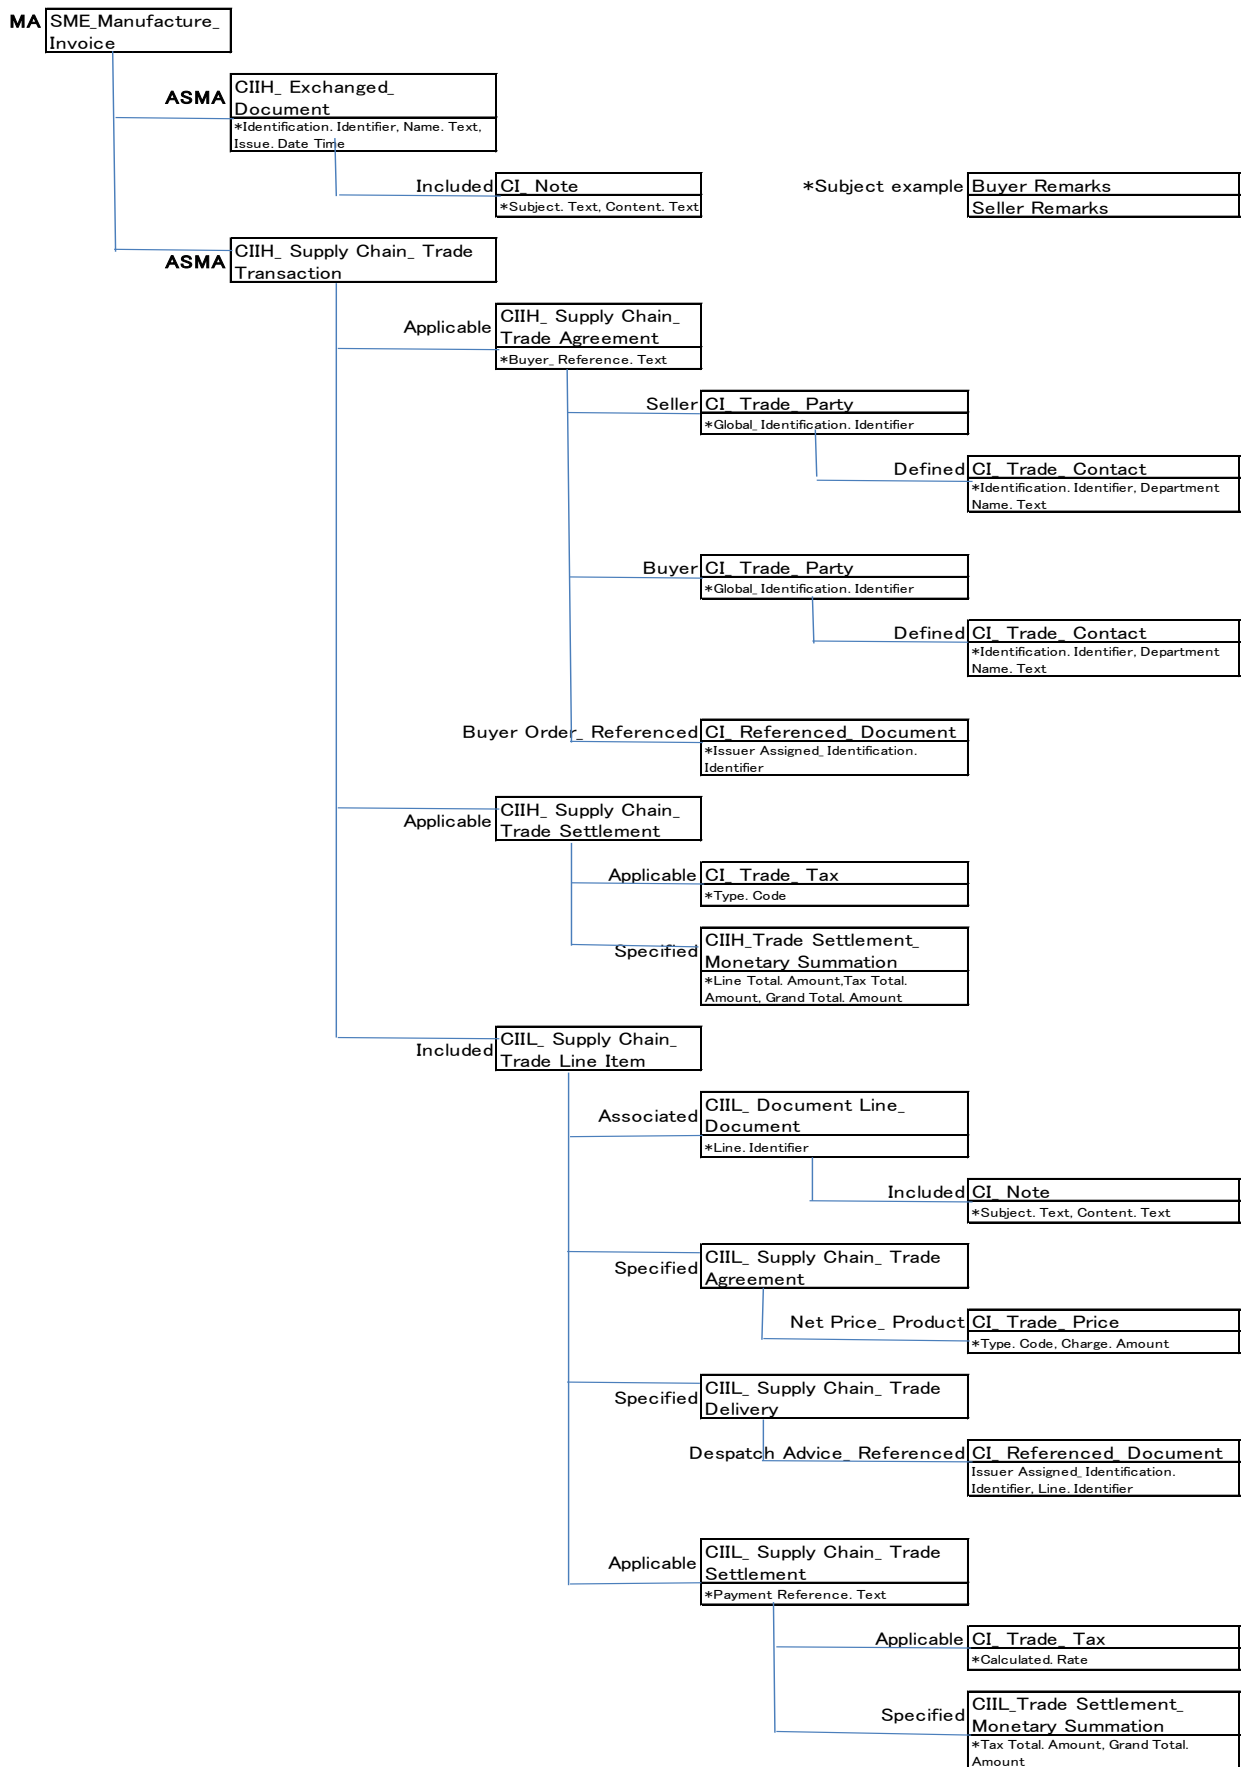 MA SME_Manufacture_
Invoice
ASMA CIIH_ Exchanged_
Document
*Identification. Identifier, Name. Text,
Issue. Date Time
Included CI_ Note
*Subject. Text, Content. Text
*Subject example Buyer Remarks
Seller Remarks
ASMA CIIH_ Supply Chain_ Trade
Transaction
Applicable CIIH_ Supply Chain_
Trade Agreement
*Buyer_ Reference. Text
Seller CI_ Trade_ Party
*Global_ Identification. Identifier
Defined CI_ Trade_ Contact
*Identification. Identifier, Department
Name. Text
Buyer CI_ Trade_ Party
*Global_ Identification. Identifier
Defined CI_ Trade_ Contact
*Identification. Identifier, Department
Name. Text
Buyer Order_ Referenced CI_ Referenced_ Document
*Issuer Assigned_ Identification.
Identifier
Applicable CIIH_ Supply Chain_
Trade Settlement
Applicable CI_ Trade_ Tax
*Type. Code
Specified CIIH_Trade Settlement_
Monetary Summation
*Line Total. Amount,Tax Total.
Amount, Grand Total. Amount
Included CIIL_ Supply Chain_
Trade Line Item
Associated CIIL_ Document Line_
Document
*Line. Identifier
Included CI_ Note
*Subject. Text, Content. Text
Specified CIIL_ Supply Chain_ Trade
Agreement
Net Price_ Product CI_ Trade_ Price
*Type. Code, Charge. Amount
Specified CIIL_ Supply Chain_ Trade
Delivery
Despatch Advice_ Referenced CI_ Referenced_ Document
Issuer Assigned_ Identification.
Identifier, Line. Identifier
Applicable CIIL_ Supply Chain_ Trade
Settlement
*Payment Reference. Text
Applicable CI_ Trade_ Tax
*Calculated. Rate
Specified CIIL_Trade Settlement_
Monetary Summation
*Tax Total. Amount, Grand Total.
Amount